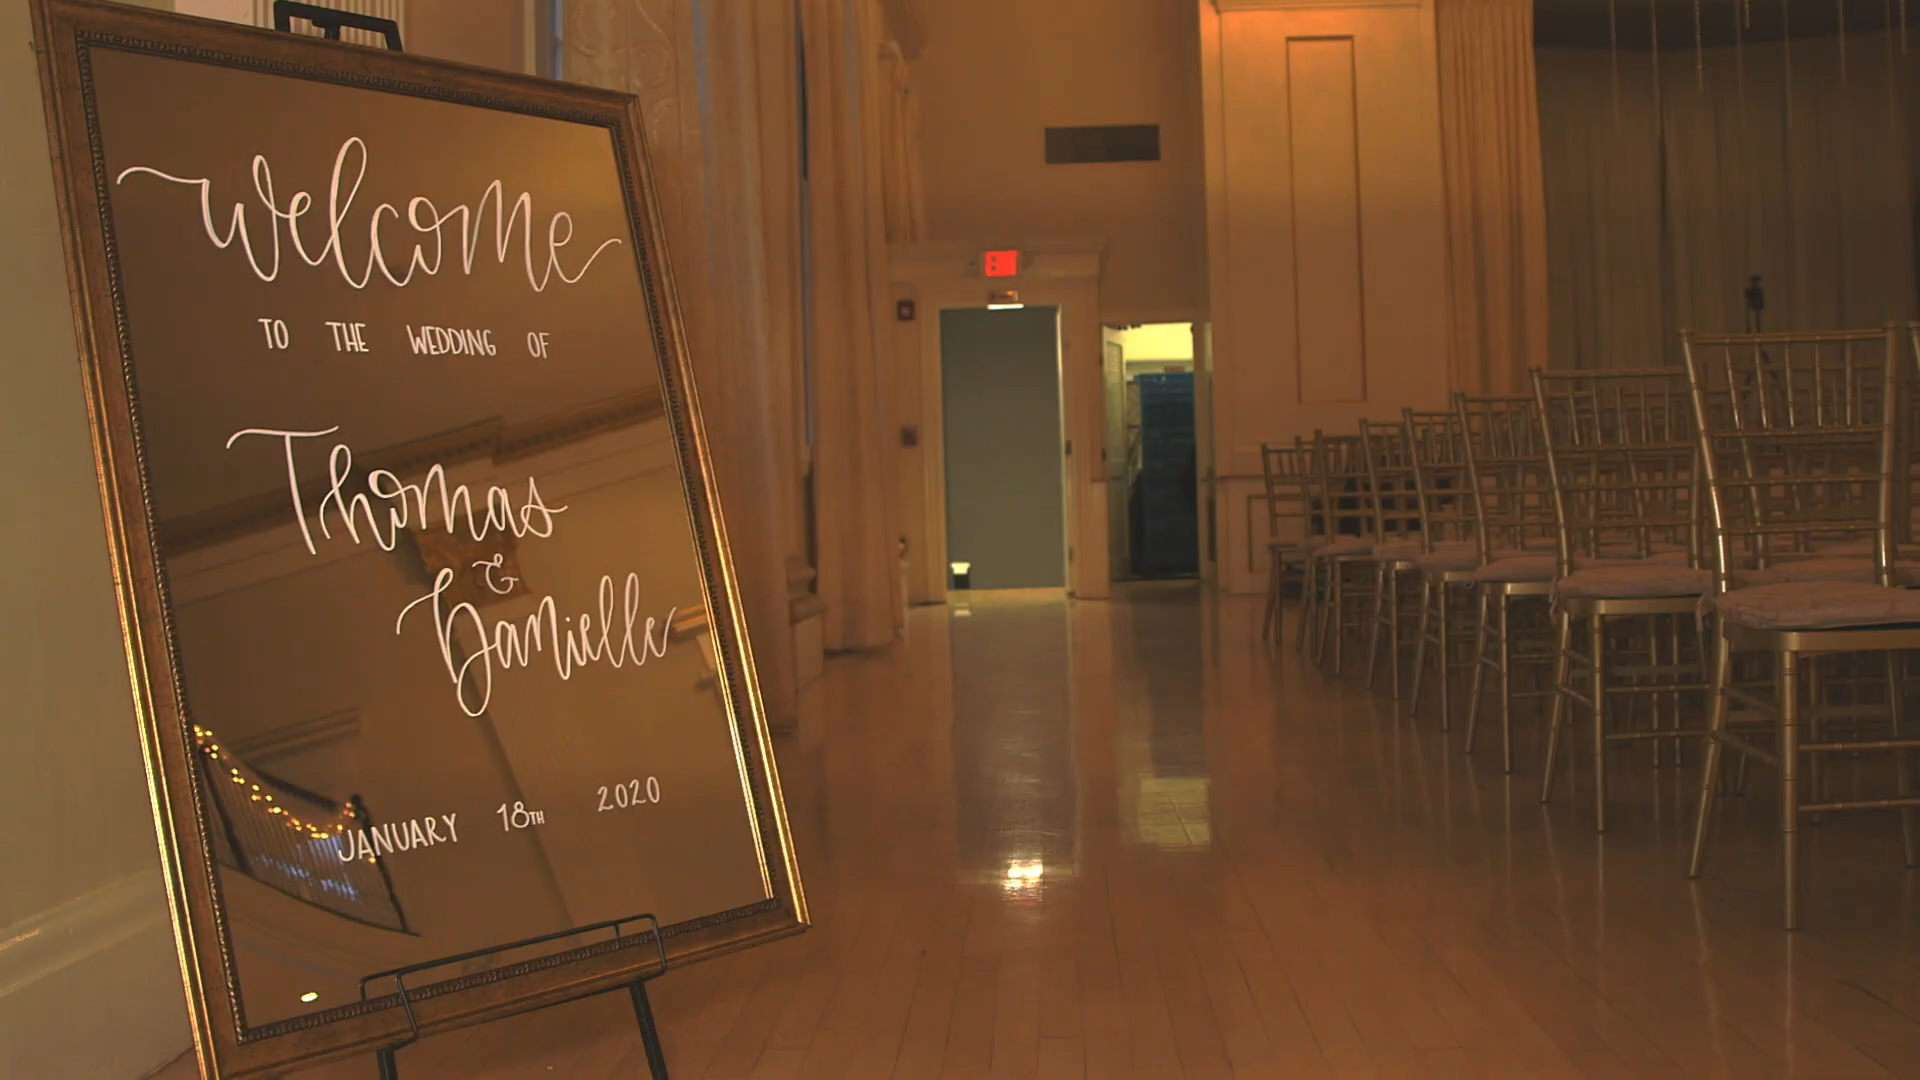 welcome
TO THE WEDDING OF
Thomas
&
Danielle
JANUARY 18TH 2020